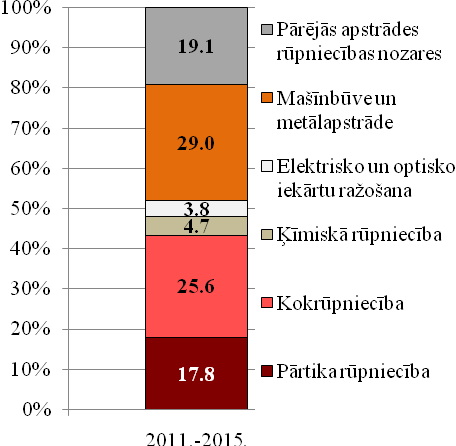 100%
90%
80%
70%
60%
50%
40%
30%
20%
10%
0%
19.1
29.0
3.8
4.7
25.6
17.8
2011.-2015.
Pārējās apstrādes
rūpniecības nozares
Mašīnbūve un
metālapstrāde
Elektrisko un optisko
iekārtu ražošana
Ķīmiskā rūpniecība
Kokrūpniecība
Pārtika rūpniecība